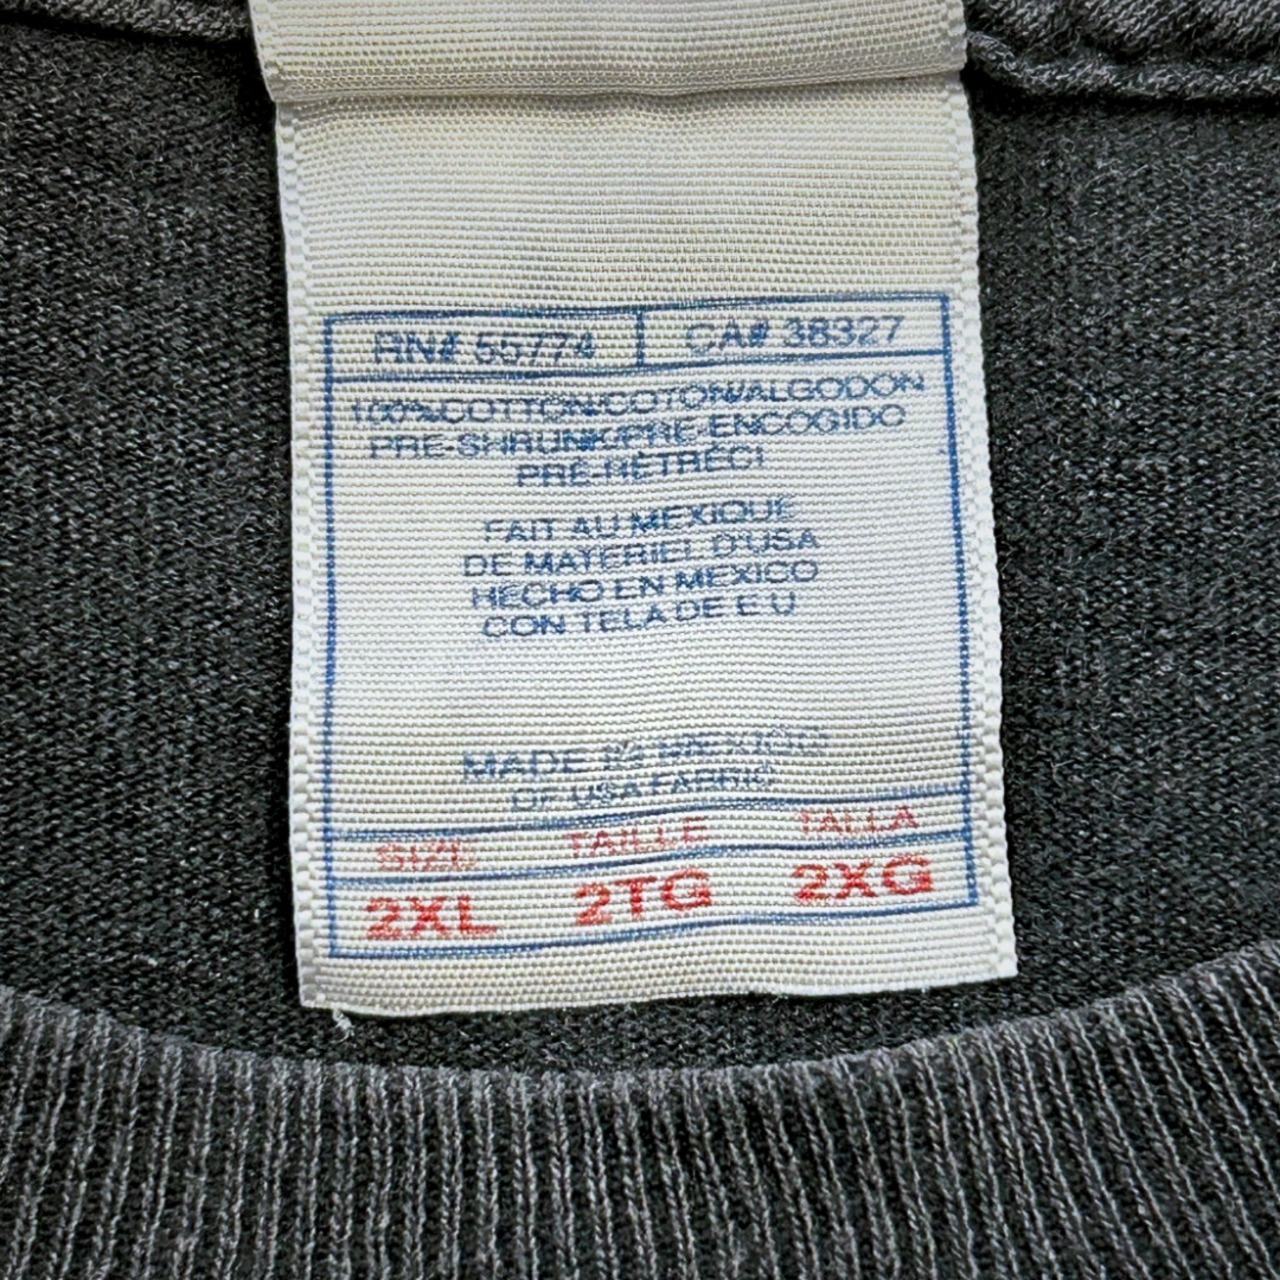 RN# 55774 CA# 38327
100%COTTON/COTON/ALGODON
PRE-SHRUNK/PRE-ENCOGIDO
PRÉ-RÉTRÉCI
FAIT AU MEXIQUE
DE MATERIEL D'USA
HECHO EN MEXICO
CON TELA DE E U
MADE IN MEXICO
OF USA FABRIC
SIZE TAILLE TALLA
2XL 2TG 2XG